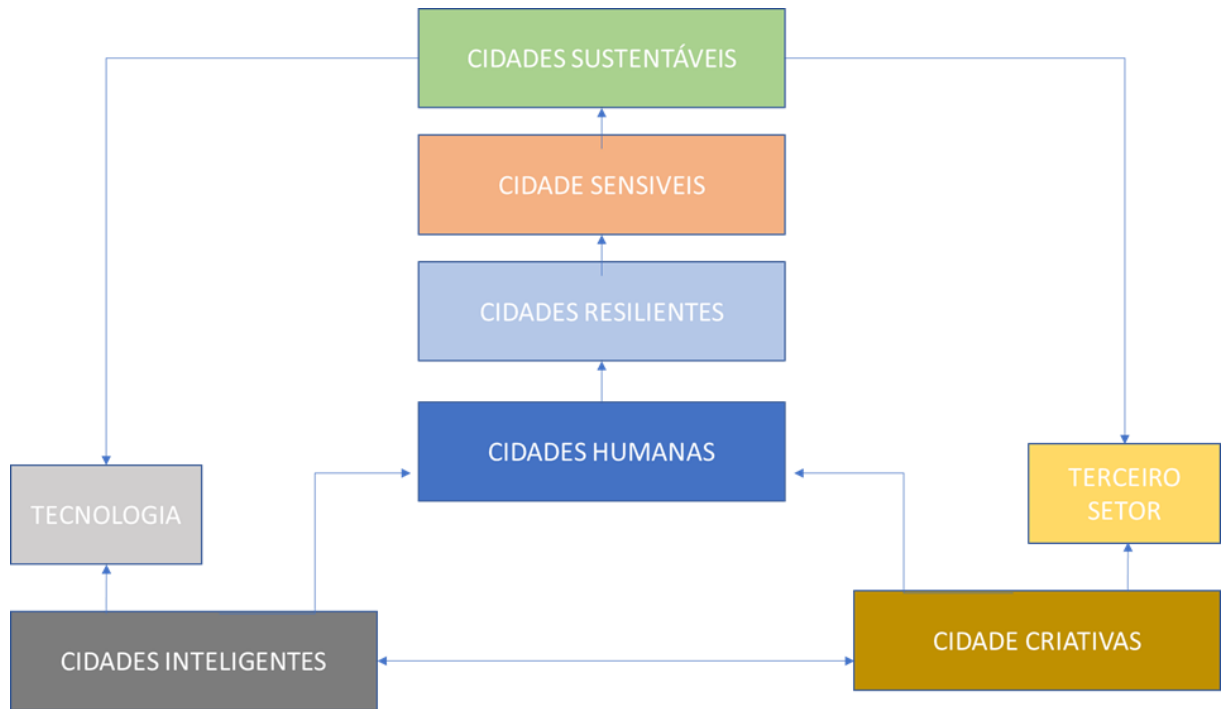 CIDADES SUSTENTÁVEIS
CIDADE SENSIVEIS
CIDADES RESILIENTES
CIDADES HUMANAS
TECNOLOGIA
TERCEIRO
SETOR
CIDADES INTELIGENTES
CIDADE CRIATIVAS